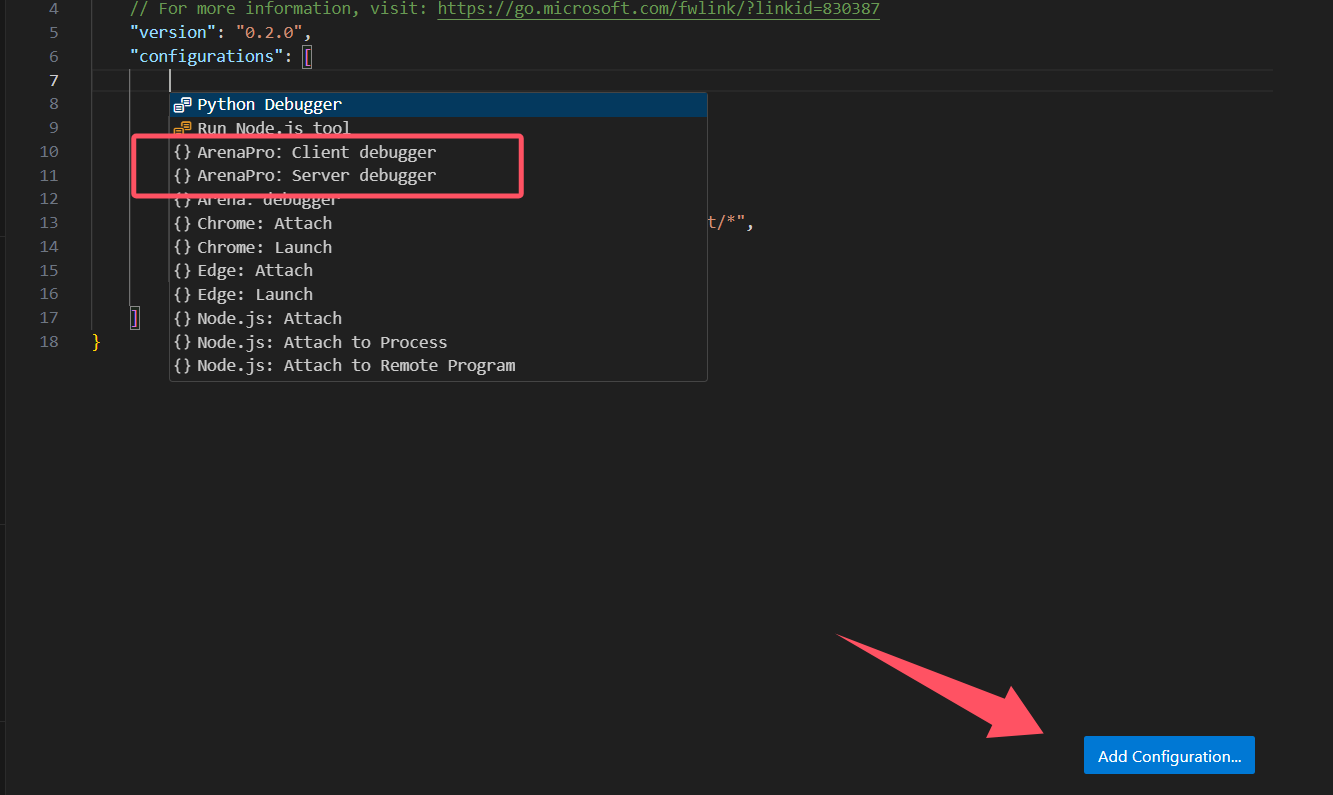 4 // For more information, visit: https://go.microsoft.com/fwlink/?linkid=830387
5 "version": "0.2.0",
6 "configurations": [
7
8 Python Debugger
9 Run Node.js tool
10 {} ArenaPro: Client debugger
11 {} ArenaPro: Server debugger
12 {} Arena: debugger
13 {} Chrome: Attach t/*",
14 {} Chrome: Launch
15 {} Edge: Attach
16 {} Edge: Launch
17 ] {} Node.js: Attach
18 } {} Node.js: Attach to Process
{} Node.js: Attach to Remote Program
Add Configuration...